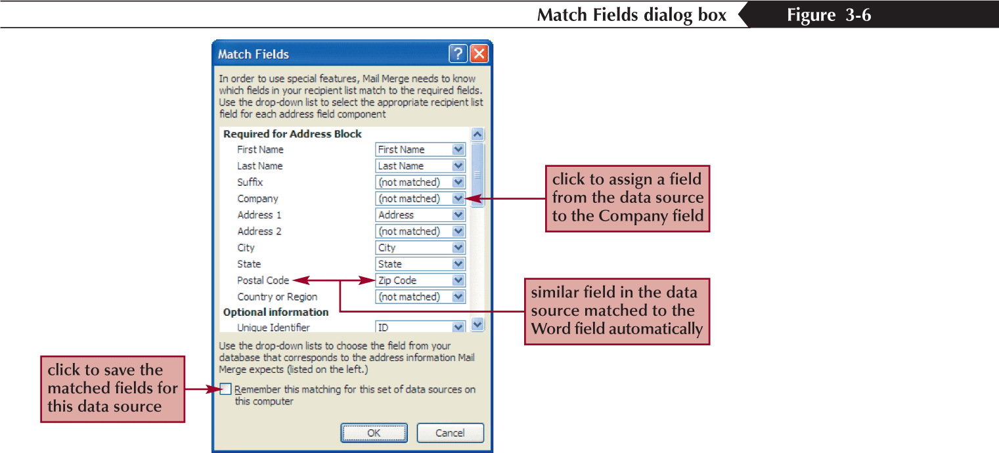 Match Fields dialog box
Figure 3-6
Match Fields
In order to use special features, Mail Merge needs to know
which fields in your recipient list match to the required fields.
Use the drop-down list to select the appropriate recipient list
field for each address field component
Required for Address Block
First Name First Name
Last Name Last Name
Suffix (not matched)
Company (not matched)
Address 1 Address
Address 2 (not matched)
City City
State State
Postal Code Zip Code
Country or Region (not matched)
Optional information
Unique Identifier ID
click to assign a field
from the data source
to the Company field
similar field in the data
source matched to the
Word field automatically
Use the drop-down lists to choose the field from your
database that corresponds to the address information Mail
Merge expects (listed on the left.)
click to save the
matched fields for
this data source
Remember this matching for this set of data sources on
this computer
OK Cancel